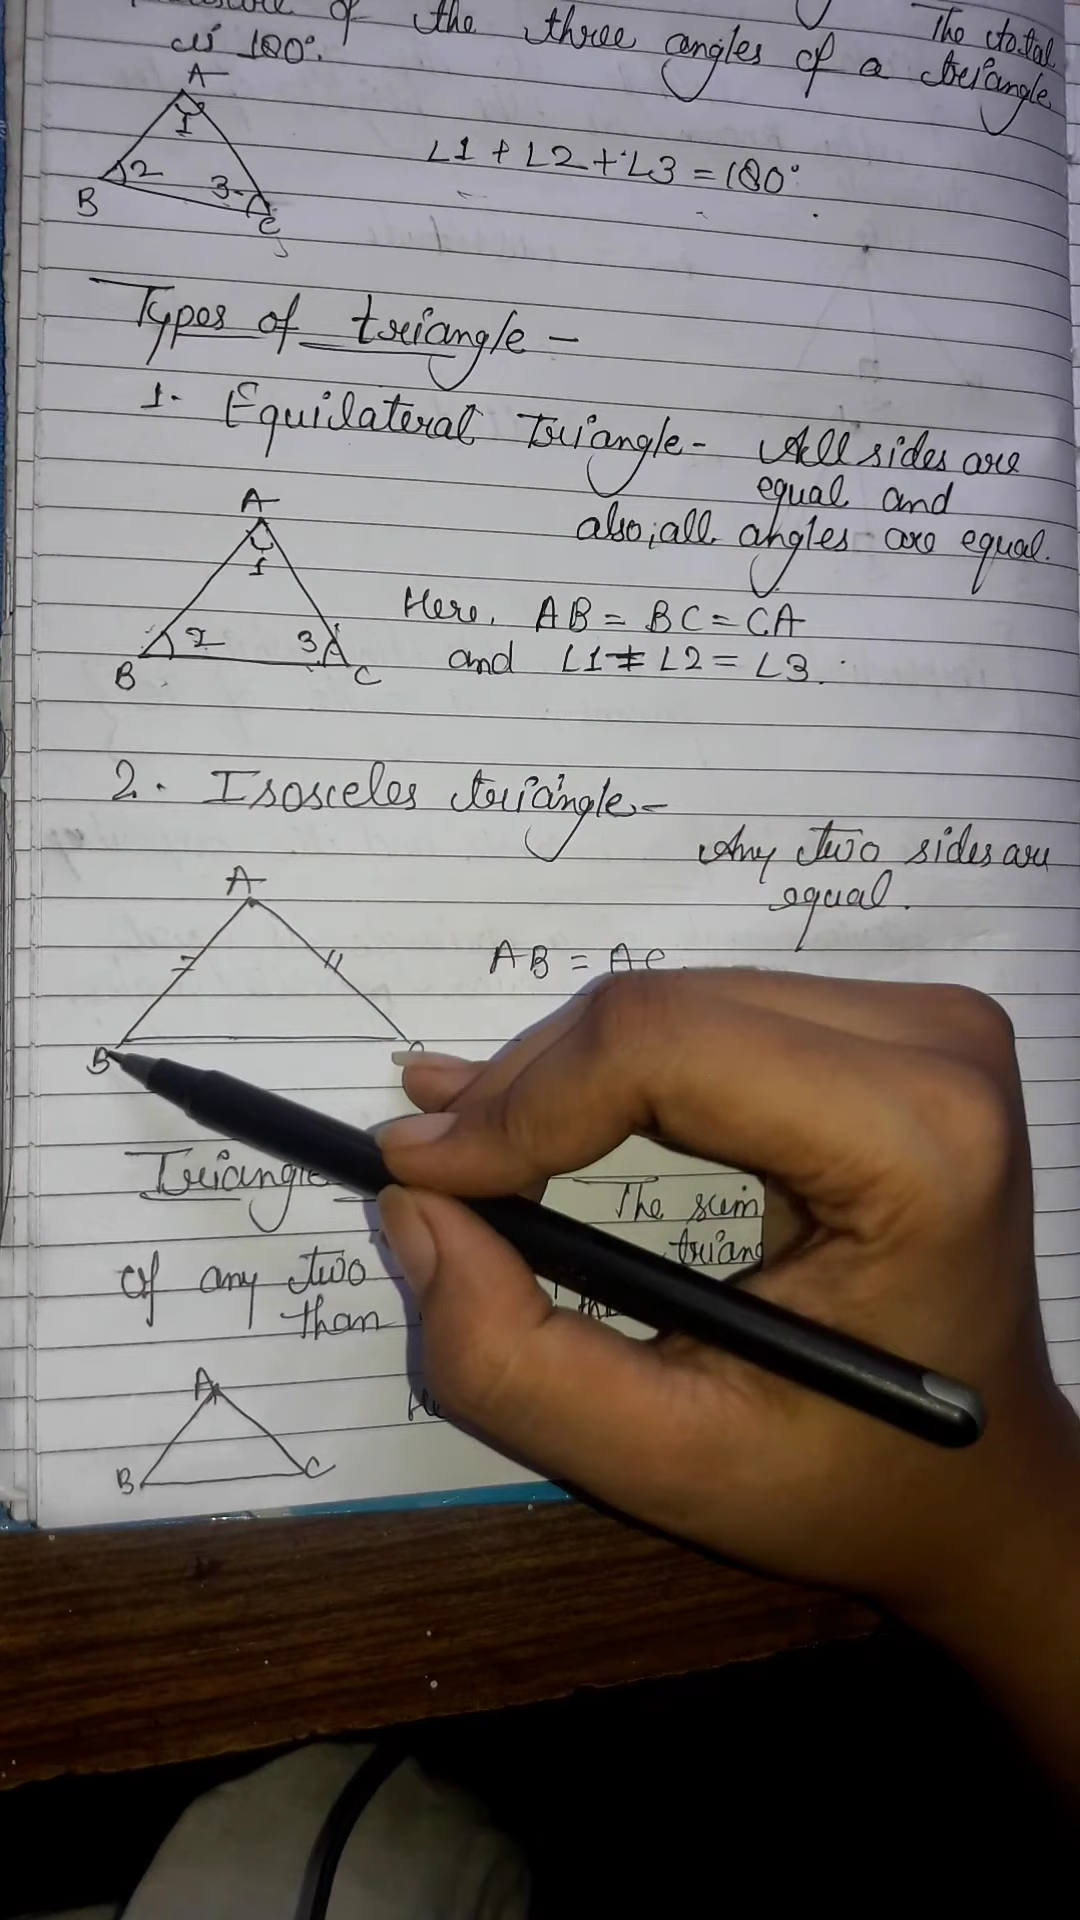 The total
of the three angles of a triangle
is 180°.
A
1
2
3
B
C
∠1 + ∠2 + ∠3 = 180°
Types of triangle -
1. Equilateral Triangle - All sides are
equal and
also, all angles are equal.
A
1
2
3
B
C
Here, AB = BC = CA
and ∠1 = ∠2 = ∠3.
2. Isosceles triangle -
Any two sides are
equal.
A
AB = AC
B
Triangle
The sum
of any two
than
A
B
C